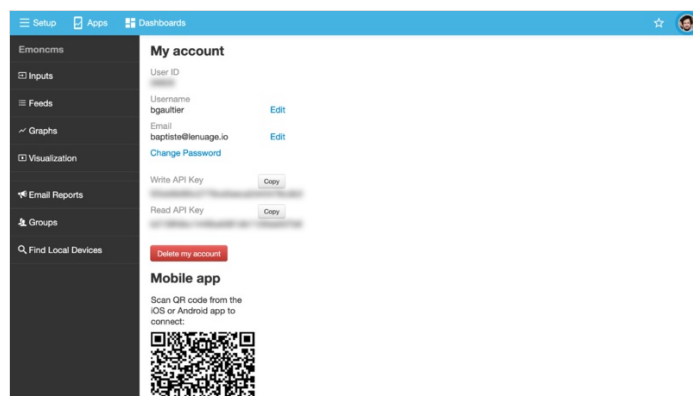 Setup Apps Dashboards
Emoncms
Inputs
Feeds
Graphs
Visualization
Email Reports
Groups
Find Local Devices
My account
User ID
Username
bgaultier Edit
Email
baptiste@lenuage.io Edit
Change Password
Write API Key Copy
Read API Key Copy
Delete my account
Mobile app
Scan QR code from the
iOS or Android app to
connect: